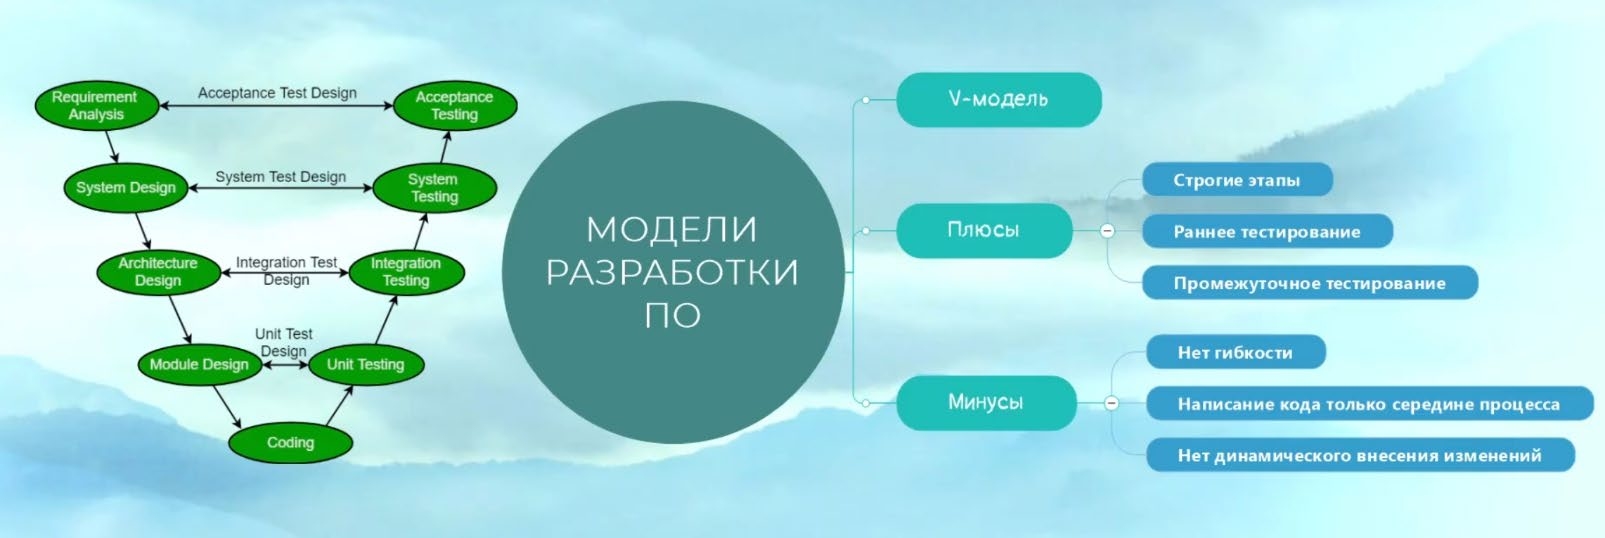 Requirement
Analysis
Acceptance Test Design
Acceptance
Testing
System Design
System Test Design
System
Testing
Architecture
Design
Integration Test
Design
Integration
Testing
Module Design
Unit Test
Design
Unit Testing
Coding
МОДЕЛИ
РАЗРАБОТКИ
ПО
V-модель
Плюсы
Строгие этапы
Раннее тестирование
Промежуточное тестирование
Минусы
Нет гибкости
Написание кода только середине процесса
Нет динамического внесения изменений